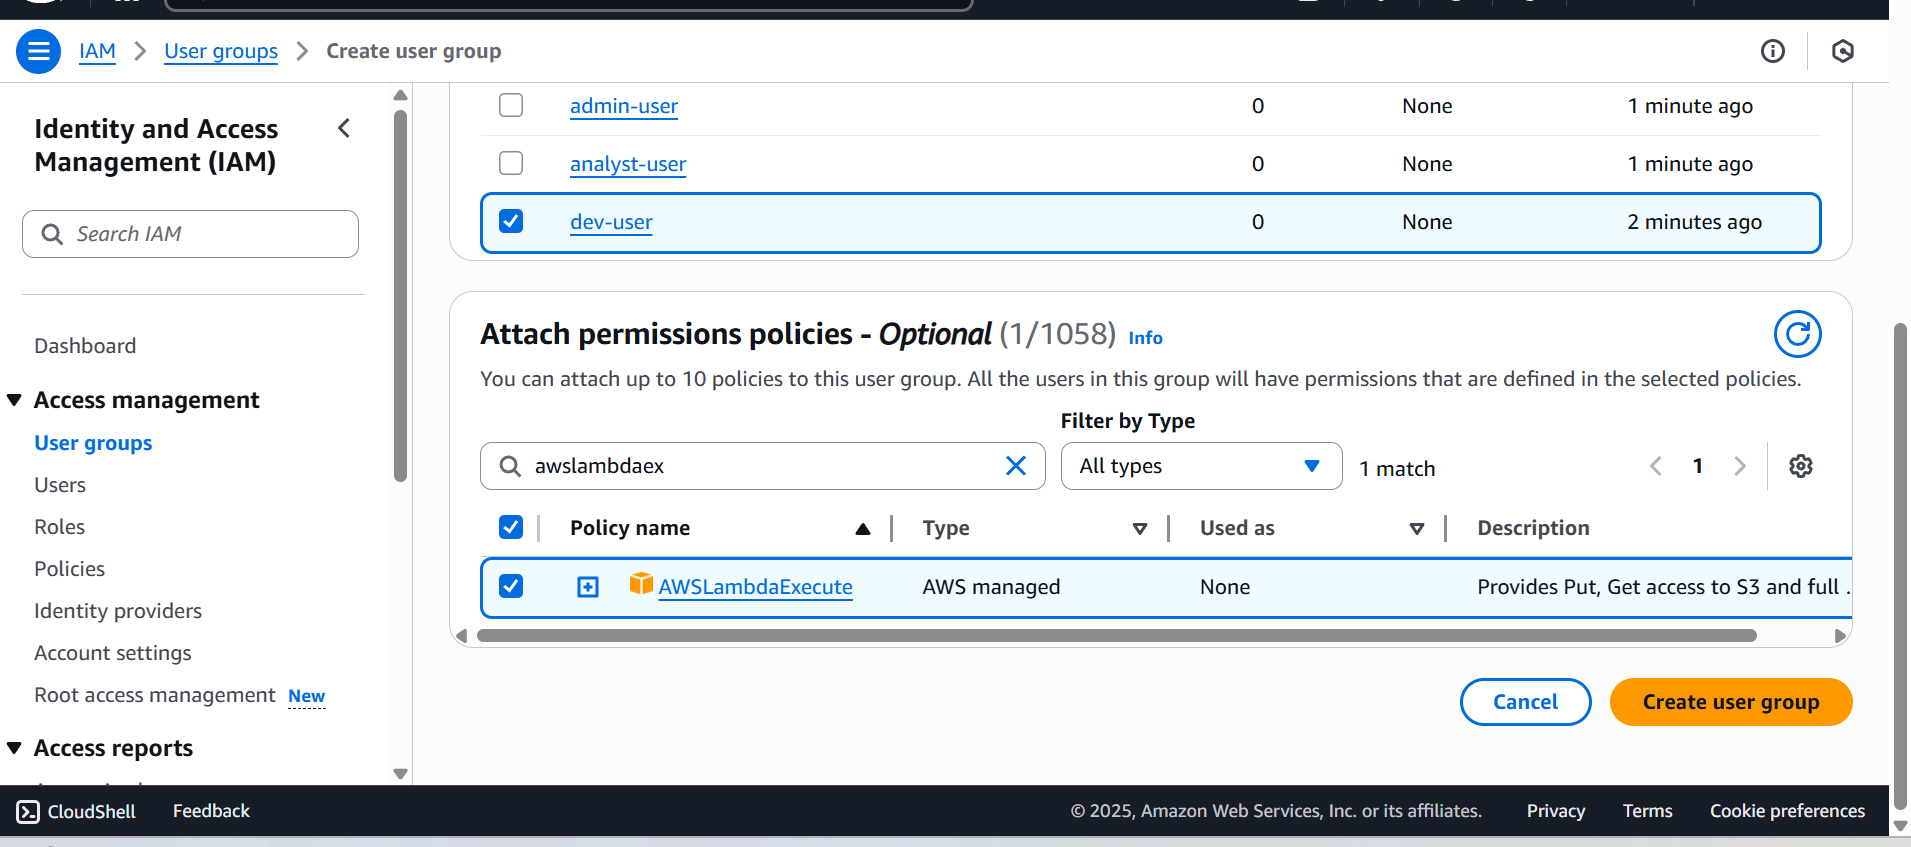 IAM > User groups > Create user group
Identity and Access
Management (IAM)
Search IAM
Dashboard
Access management
User groups
Users
Roles
Policies
Identity providers
Account settings
Root access management New
Access reports
admin-user 0 None 1 minute ago
analyst-user 0 None 1 minute ago
dev-user 0 None 2 minutes ago
Attach permissions policies - Optional (1/1058) Info
You can attach up to 10 policies to this user group. All the users in this group will have permissions that are defined in the selected policies.
Filter by Type
awslambdaex All types 1 match 1
Policy name Type Used as Description
AWSLambdaExecute AWS managed None Provides Put, Get access to S3 and full .
Cancel Create user group
CloudShell Feedback © 2025, Amazon Web Services, Inc. or its affiliates. Privacy Terms Cookie preferences